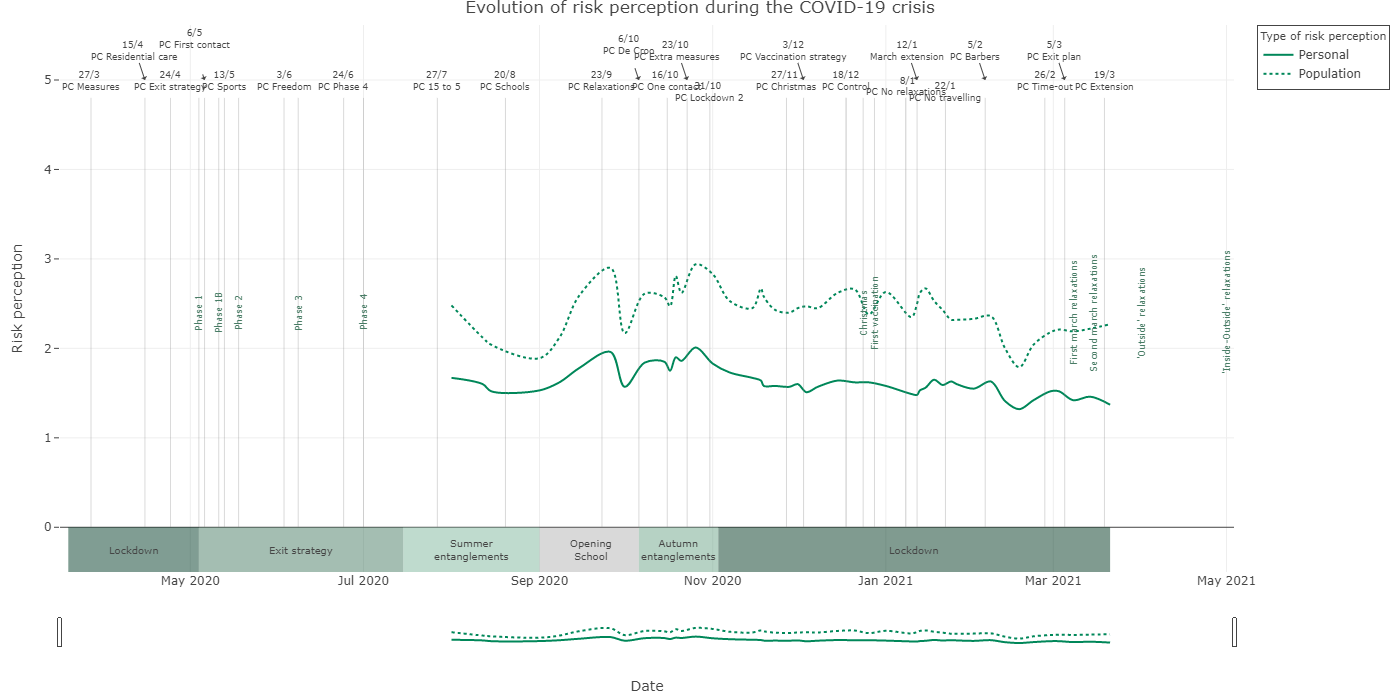 Evolution of risk perception during the COVID-19 crisis
6/5
PC First contact
15/4
PC Residential care
6/10
PC De Croo
23/10
PC Extra measures
3/12
PC Vaccination strategy
12/1
March extension
5/2
PC Barbers
5/3
PC Exit plan
27/3
PC Measures
24/4
PC Exit strategy
13/5
PC Sports
3/6
PC Freedom
24/6
PC Phase 4
27/7
PC 15 to 5
20/8
PC Schools
23/9
PC Relaxations
16/10
PC One contact
31/10
PC Lockdown 2
27/11
PC Christmas
18/12
PC Control
8/1
PC No relaxations
22/1
PC No travelling
26/2
PC Time-out
19/3
PC Extension
Type of risk perception
Personal
Population
Risk perception
5
4
3
2
1
0
Phase 1
Phase 1B
Phase 2
Phase 3
Phase 4
Christmas
First vaccination
First march relaxations
Second march relaxations
'Outside' relaxations
'Inside-Outside' relaxations
Lockdown
Exit strategy
Summer
entanglements
Opening
School
Autumn
entanglements
Lockdown
May 2020
Jul 2020
Sep 2020
Nov 2020
Jan 2021
Mar 2021
May 2021
Date